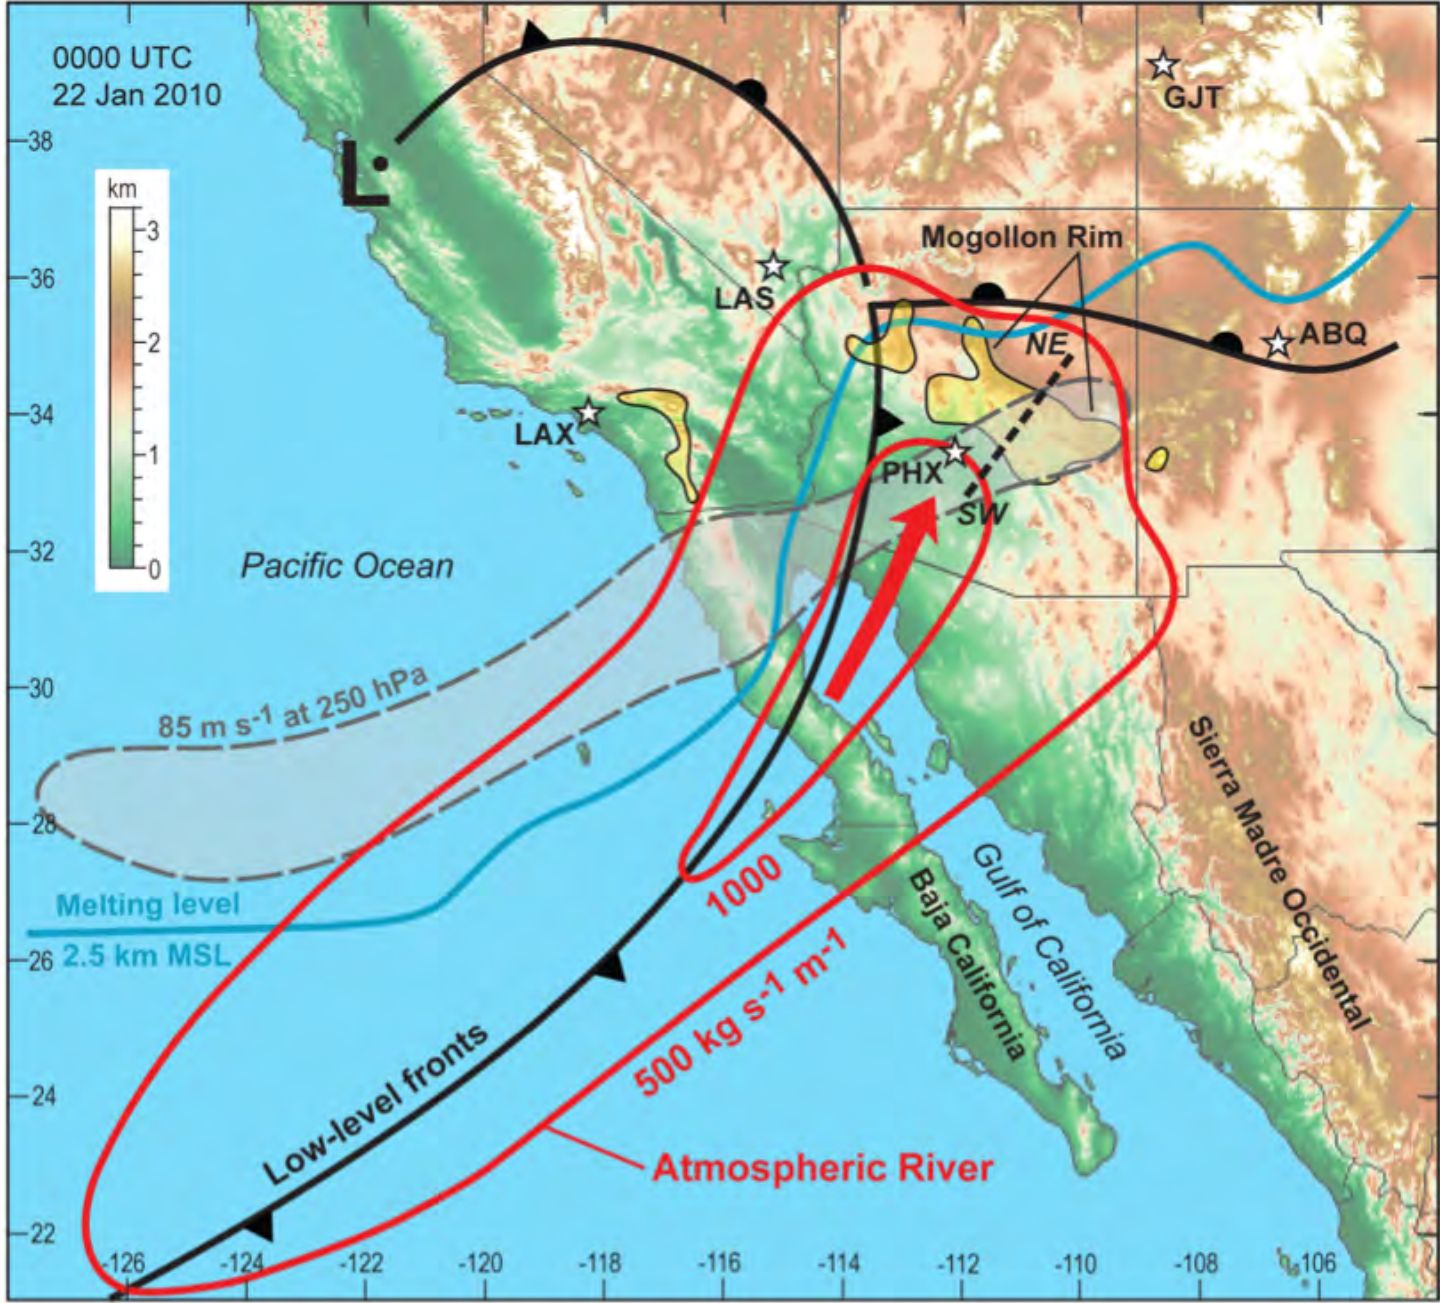 0000 UTC
22 Jan 2010
GJT
38
L
km
3
2
1
0
Mogollon Rim
36
LAS
NE
ABQ
34
LAX
PHX
SW
32
Pacific Ocean
30
85 m s-1 at 250 hPa
28
Melting level
2.5 km MSL
26
1000
500 kg s-1 m-1
Baja California
Gulf of California
Sierra Madre Occidental
24
Low-level fronts
Atmospheric River
22
-126 -124 -122 -120 -118 -116 -114 -112 -110 -108 -106